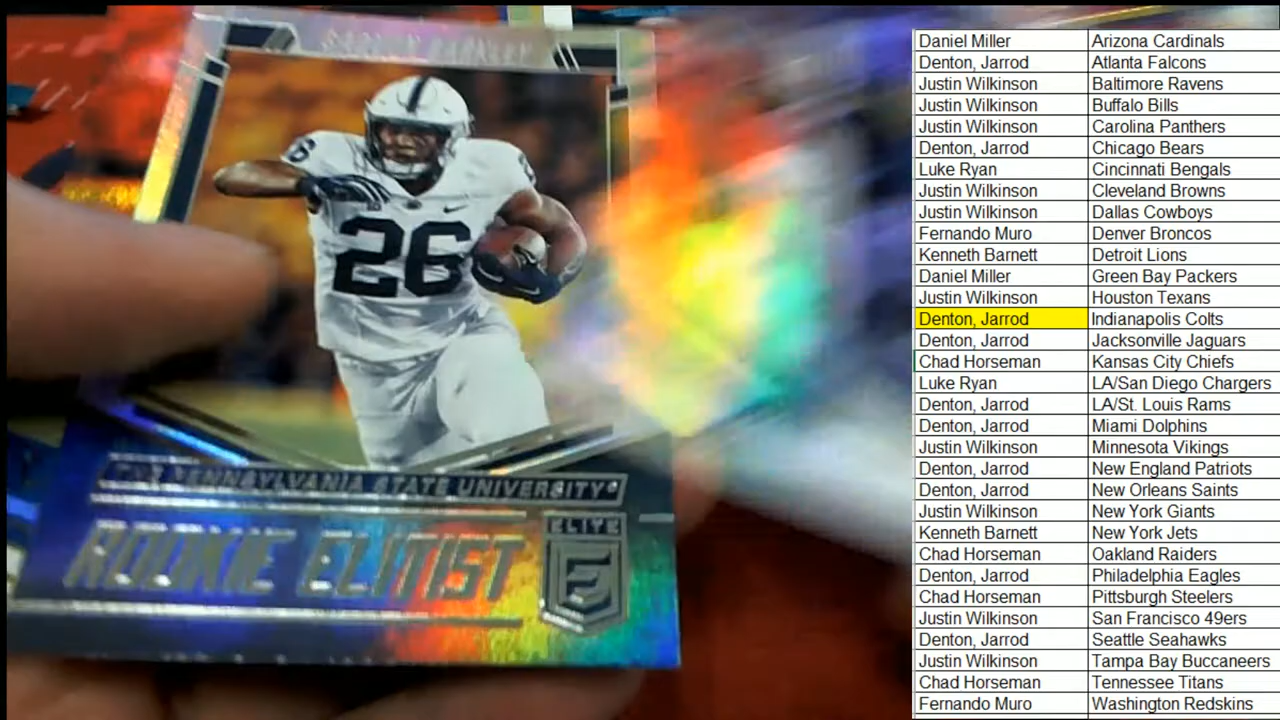 SAQUON BARKLEY
26
26
THE PENNSYLVANIA STATE UNIVERSITY®
ROOKIE ELITIST
ELITE
E
Daniel Miller Arizona Cardinals
Denton, Jarrod Atlanta Falcons
Justin Wilkinson Baltimore Ravens
Justin Wilkinson Buffalo Bills
Justin Wilkinson Carolina Panthers
Denton, Jarrod Chicago Bears
Luke Ryan Cincinnati Bengals
Justin Wilkinson Cleveland Browns
Justin Wilkinson Dallas Cowboys
Fernando Muro Denver Broncos
Kenneth Barnett Detroit Lions
Daniel Miller Green Bay Packers
Justin Wilkinson Houston Texans
Denton, Jarrod Indianapolis Colts
Denton, Jarrod Jacksonville Jaguars
Chad Horseman Kansas City Chiefs
Luke Ryan LA/San Diego Chargers
Denton, Jarrod LA/St. Louis Rams
Denton, Jarrod Miami Dolphins
Justin Wilkinson Minnesota Vikings
Denton, Jarrod New England Patriots
Denton, Jarrod New Orleans Saints
Justin Wilkinson New York Giants
Kenneth Barnett New York Jets
Chad Horseman Oakland Raiders
Denton, Jarrod Philadelphia Eagles
Chad Horseman Pittsburgh Steelers
Justin Wilkinson San Francisco 49ers
Denton, Jarrod Seattle Seahawks
Justin Wilkinson Tampa Bay Buccaneers
Chad Horseman Tennessee Titans
Fernando Muro Washington Redskins